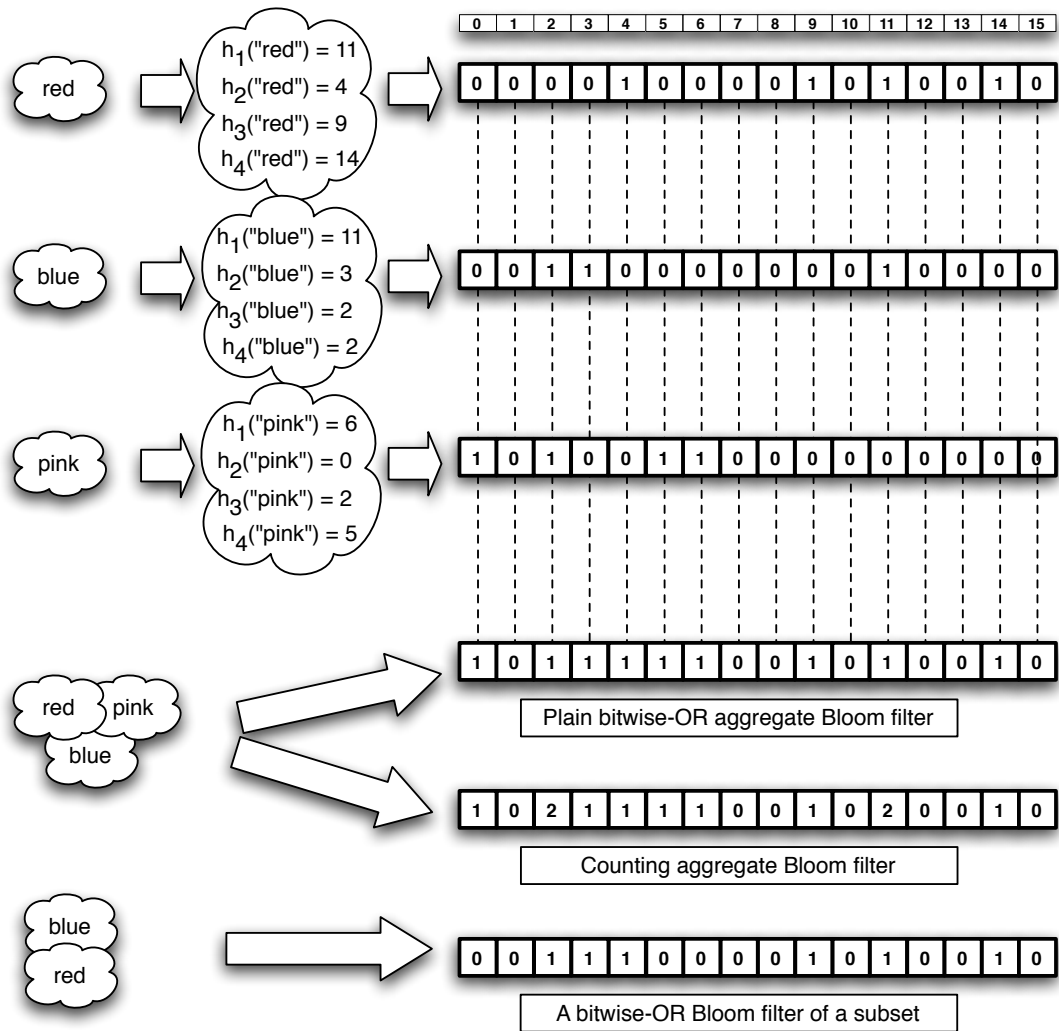 0 1 2 3 4 5 6 7 8 9 10 11 12 13 14 15
red
h1("red") = 11
h2("red") = 4
h3("red") = 9
h4("red") = 14
0 0 0 0 1 0 0 0 0 1 0 1 0 0 1 0
blue
h1("blue") = 11
h2("blue") = 3
h3("blue") = 2
h4("blue") = 2
0 0 1 1 0 0 0 0 0 0 0 1 0 0 0 0
pink
h1("pink") = 6
h2("pink") = 0
h3("pink") = 2
h4("pink") = 5
1 0 1 0 0 1 1 0 0 0 0 0 0 0 0 0
red pink
blue
1 0 1 1 1 1 1 0 0 1 0 1 0 0 1 0
Plain bitwise-OR aggregate Bloom filter
1 0 2 1 1 1 1 0 0 1 0 2 0 0 1 0
Counting aggregate Bloom filter
blue
red
0 0 1 1 1 0 0 0 0 1 0 1 0 0 1 0
A bitwise-OR Bloom filter of a subset